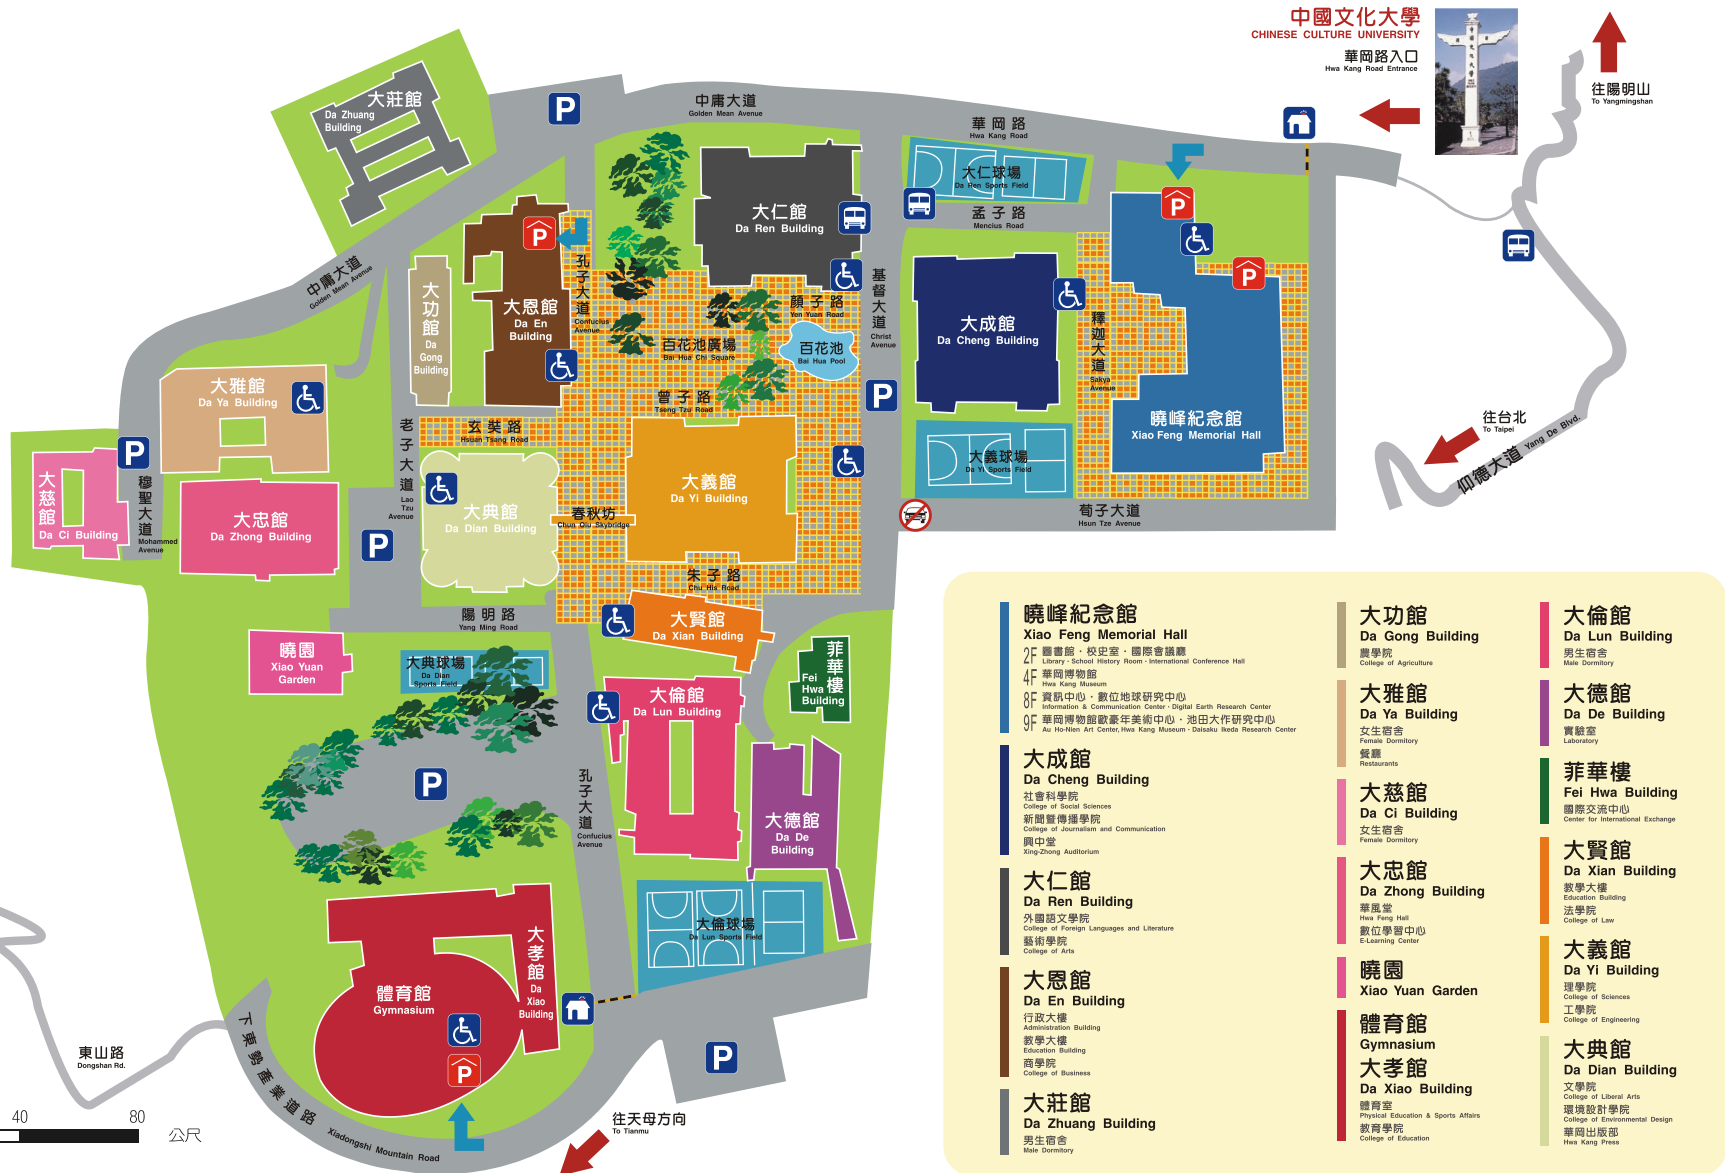 中國文化大學
CHINESE CULTURE UNIVERSITY
華岡路入口
Hwa Kang Road Entrance
往陽明山
To Yangmingshan
大莊館
Da Zhuang
Building
P
中庸大道
Golden Mean Avenue
華岡路
Hwa Kang Road
大仁球場
Da Ren Sports Field
孟子路
Mencius Road
大仁館
Da Ren Building
P
P
P
中庸大道
Golden Mean Avenue
孔子大道
Confucius
Avenue
大功館
Da
Gong
Building
大恩館
Da En
Building
顏子路
Yen Yuan Road
基督大道
Christ
Avenue
大成館
Da Cheng Building
釋迦大道
Sakya
Avenue
百花池廣場
Bai Hua Chi Square
百花池
Bai Hua Pool
曉峰紀念館
Xiao Feng Memorial Hall
大雅館
Da Ya Building
曾子路
Tseng Tzu Road
P
往台北
To Taipei
仰德大道 Yang De Blvd.
玄奘路
Hsuan Tsang Road
老子大道
Lao
Tzu
Avenue
P
大慈館
Da Ci Building
穆聖大道
Mohammed
Avenue
大忠館
Da Zhong Building
大典館
Da Dian Building
春秋坊
Chun Qiu Skybridge
大義館
Da Yi Building
大義球場
Da Yi Sports Field
荀子大道
Hsun Tze Avenue
P
朱子路
Chu His Road
陽明路
Yang Ming Road
大賢館
Da Xian Building
曉園
Xiao Yuan
Garden
大典球場
Da Dian
Sports Field
菲華樓
Fei
Hwa
Building
大倫館
Da Lun Building
P
孔子大道
Confucius
Avenue
大德館
Da De
Building
大倫球場
Da Lun Sports Field
大孝館
Da
Xiao
Building
體育館
Gymnasium
P
P
下東勢產業道路
Xiadongshi Mountain Road
東山路
Dongshan Rd.
往天母方向
To Tianmu
40 80 公尺
曉峰紀念館
Xiao Feng Memorial Hall
2F 圖書館・校史室・國際會議廳
Library・School History Room・International Conference Hall
4F 華岡博物館
Hwa Kang Museum
8F 資訊中心・數位地球研究中心
Information & Communication Center・Digital Earth Research Center
9F 華岡博物館歐豪年美術中心・池田大作研究中心
Au Ho-Nien Art Center, Hwa Kang Museum・Daisaku Ikeda Research Center
大成館
Da Cheng Building
社會科學院
College of Social Sciences
新聞暨傳播學院
College of Journalism and Communication
興中堂
Xing-Zhong Auditorium
大仁館
Da Ren Building
外國語文學院
College of Foreign Languages and Literature
藝術學院
College of Arts
大恩館
Da En Building
行政大樓
Administration Building
教學大樓
Education Building
商學院
College of Business
大莊館
Da Zhuang Building
男生宿舍
Male Dormitory
大功館
Da Gong Building
農學院
College of Agriculture
大雅館
Da Ya Building
女生宿舍
Female Dormitory
餐廳
Restaurants
大慈館
Da Ci Building
女生宿舍
Female Dormitory
大忠館
Da Zhong Building
華風堂
Hwa Feng Hall
數位學習中心
E-Learning Center
曉園
Xiao Yuan Garden
體育館
Gymnasium
大孝館
Da Xiao Building
體育室
Physical Education & Sports Affairs
教育學院
College of Education
大倫館
Da Lun Building
男生宿舍
Male Dormitory
大德館
Da De Building
實驗室
Laboratory
菲華樓
Fei Hwa Building
國際交流中心
Center for International Exchange
大賢館
Da Xian Building
教學大樓
Education Building
法學院
College of Law
大義館
Da Yi Building
理學院
College of Sciences
工學院
College of Engineering
大典館
Da Dian Building
文學院
College of Liberal Arts
環境設計學院
College of Environmental Design
華岡出版部
Hwa Kang Press